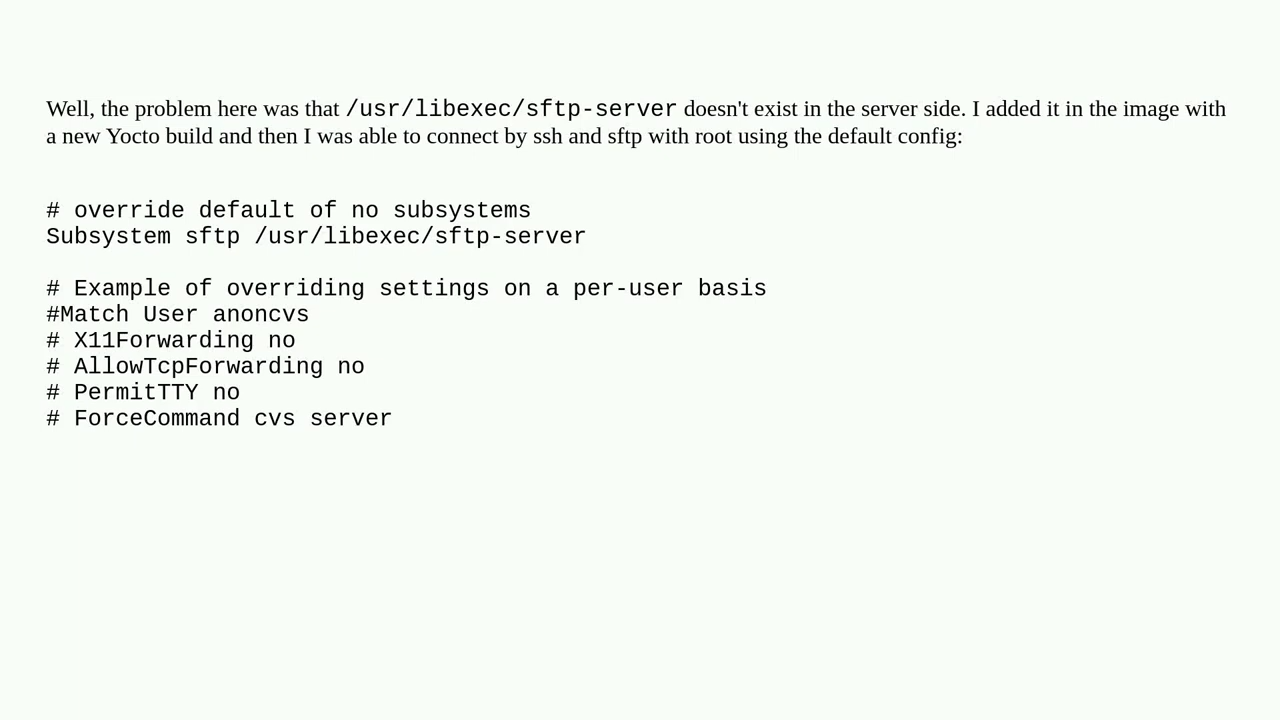 Well, the problem here was that /usr/libexec/sftp-server doesn't exist in the server side. I added it in the image with
a new Yocto build and then I was able to connect by ssh and sftp with root using the default config:
# override default of no subsystems
Subsystem sftp /usr/libexec/sftp-server
# Example of overriding settings on a per-user basis
#Match User anoncvs
# X11Forwarding no
# AllowTcpForwarding no
# PermitTTY no
# ForceCommand cvs server